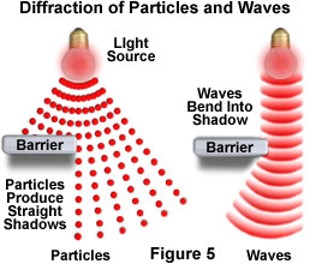 Diffraction of Particles and Waves
LIght
Source
Barrier
Particles
Produce
Straight
Shadows
Particles
Waves
Bend Into
Shadow
Barrier
Figure 5
Waves